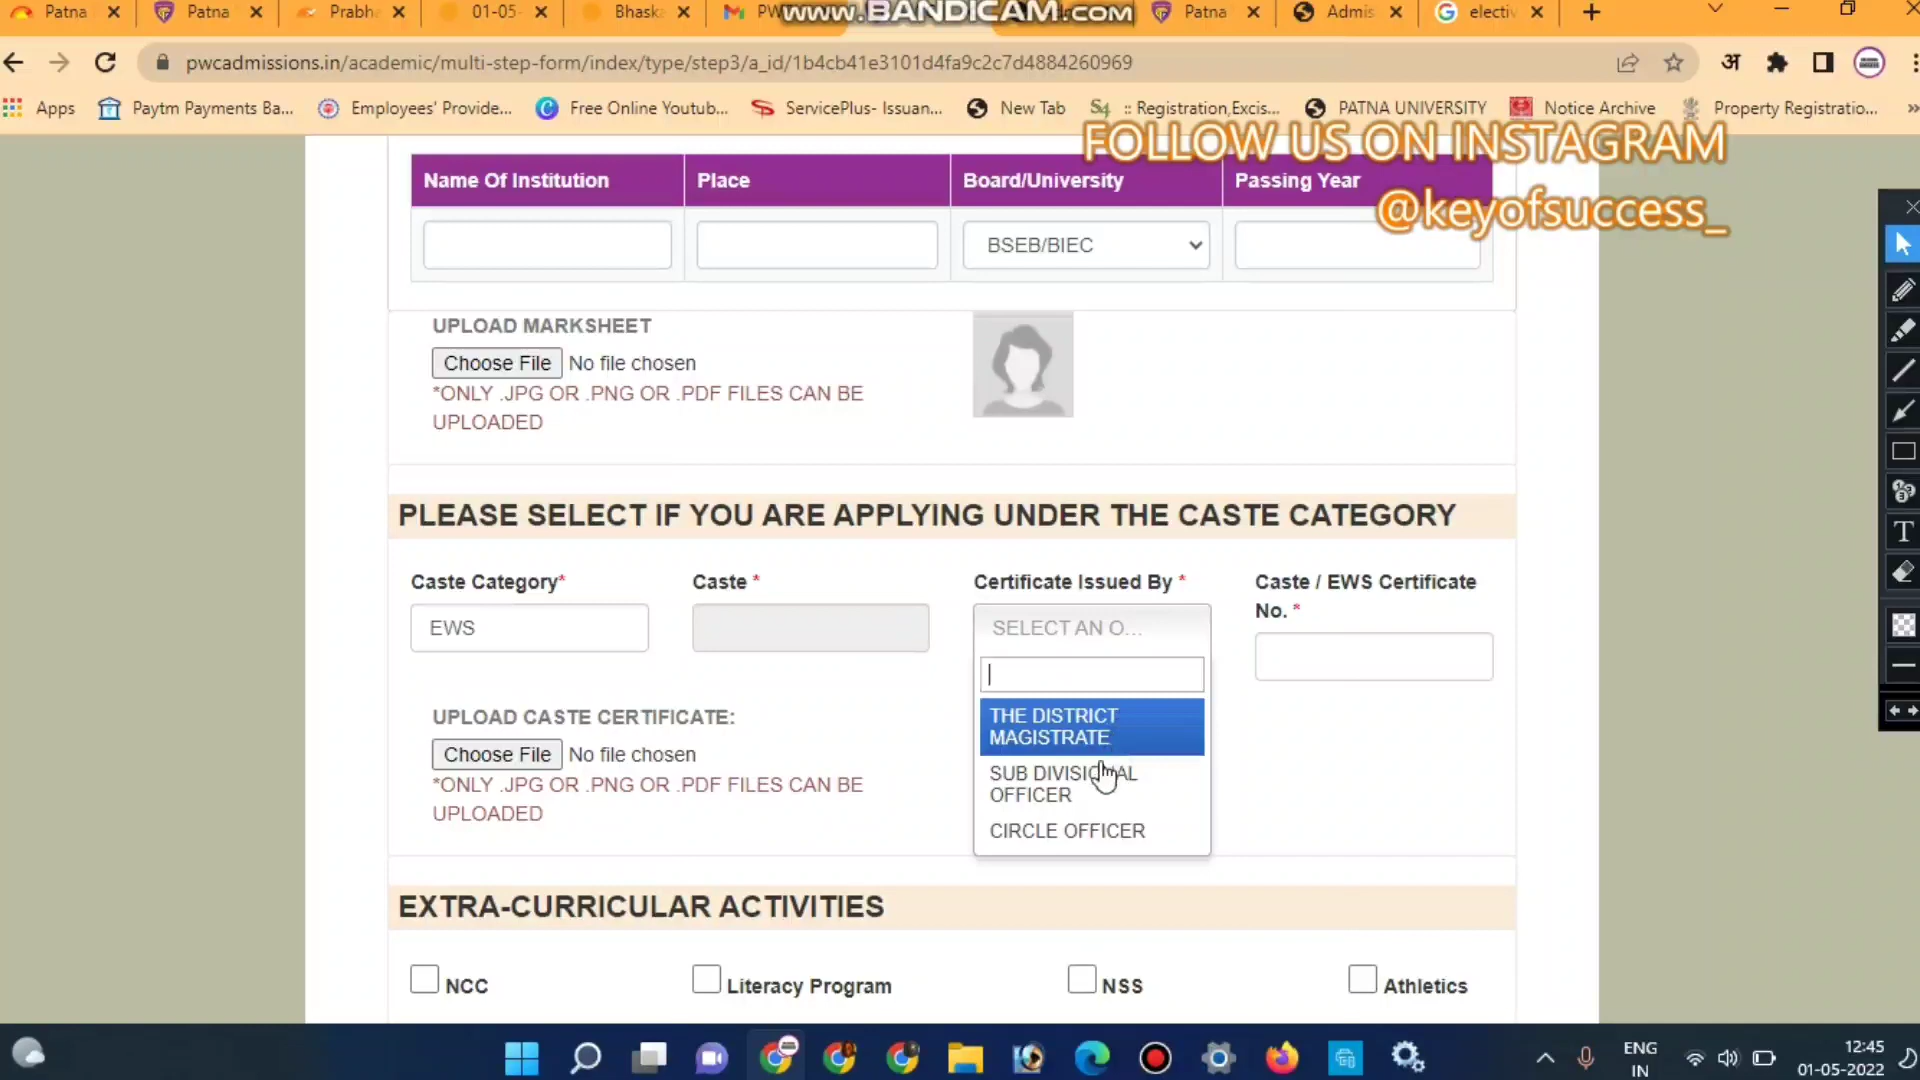 Patna
Patna
Prabh
01-05-
Bhask
PW
www.BANDICAM.com
Patna
Admis
electiv
pwcadmissions.in/academic/multi-step-form/index/type/step3/a_id/1b4cb41e3101d4fa9c2c7d4884260969
अ
Apps
Paytm Payments Ba...
Employees' Provide...
Free Online Youtub...
ServicePlus- Issuan...
New Tab
:: Registration,Excis...
PATNA UNIVERSITY
Notice Archive
Property Registratio...
FOLLOW US ON INSTAGRAM
@keyofsuccess_
Name Of Institution
Place
Board/University
Passing Year
BSEB/BIEC
UPLOAD MARKSHEET
Choose File No file chosen
*ONLY .JPG OR .PNG OR .PDF FILES CAN BE
UPLOADED
PLEASE SELECT IF YOU ARE APPLYING UNDER THE CASTE CATEGORY
Caste Category*
Caste *
Certificate Issued By *
Caste / EWS Certificate
No. *
EWS
SELECT AN O...
THE DISTRICT
MAGISTRATE
SUB DIVISIONAL
OFFICER
CIRCLE OFFICER
UPLOAD CASTE CERTIFICATE:
Choose File No file chosen
*ONLY .JPG OR .PNG OR .PDF FILES CAN BE
UPLOADED
EXTRA-CURRICULAR ACTIVITIES
NCC
Literacy Program
NSS
Athletics
ENG
IN
12:45
01-05-2022